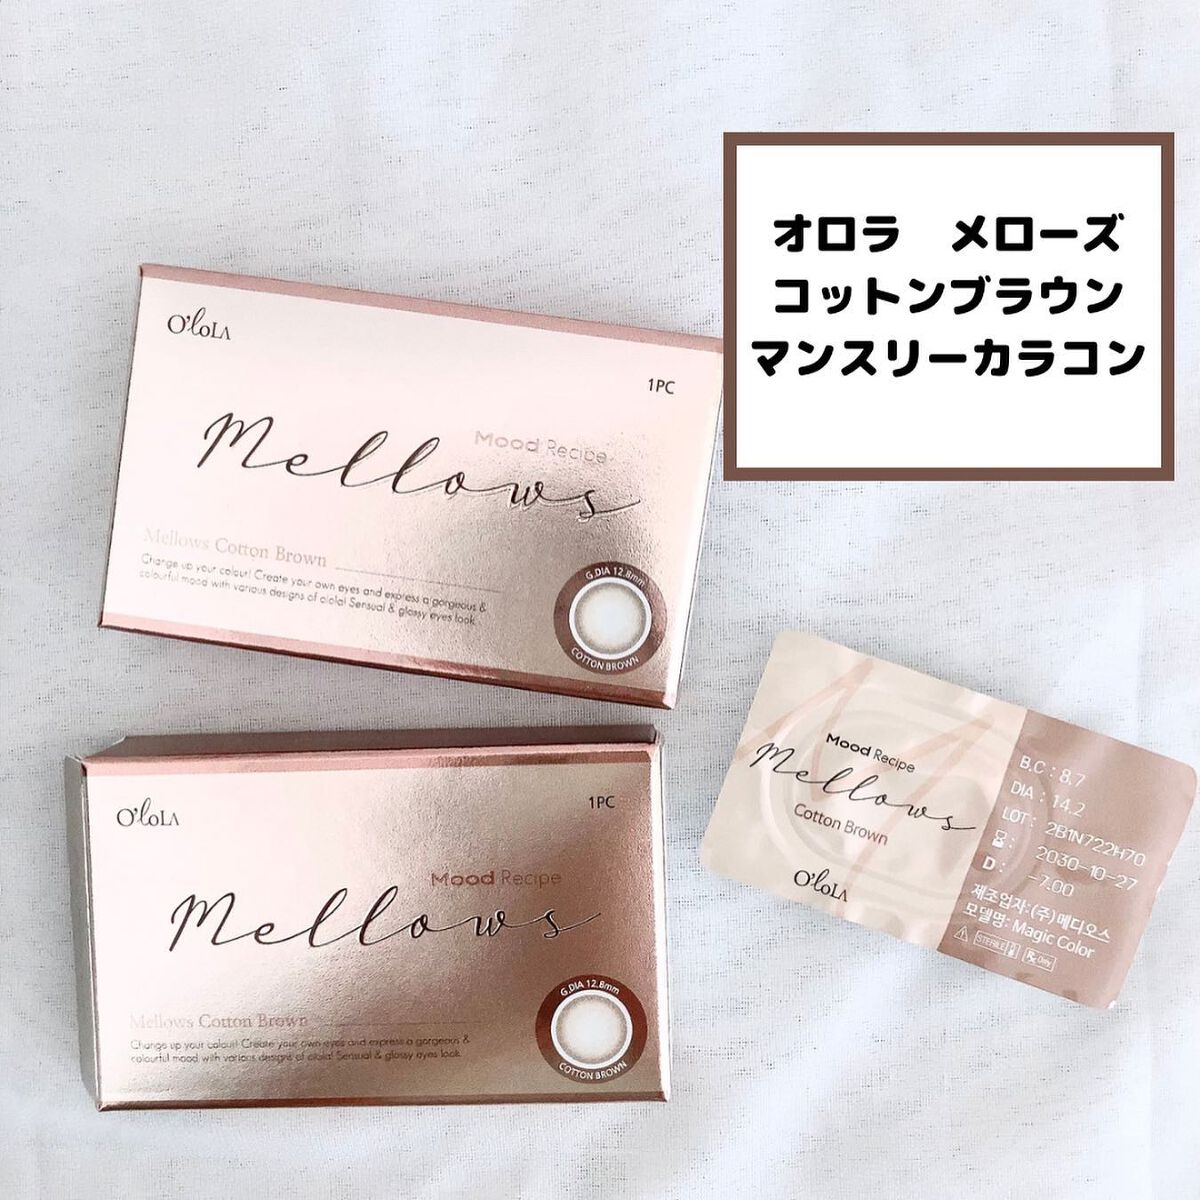 オロラ　メローズ
コットンブラウン
マンスリーカラコン
O'loLA
1PC
Mood Recipe
Mellows
Mellows Cotton Brown
Change up your colour! Create your own eyes and express a gorgeous &
colourful mood with various designs of olola! Sensual & glossy eyes look.
G.DIA 12.8mm
COTTON BROWN
O'loLA
1PC
Mood Recipe
Mellows
Mellows Cotton Brown
Change up your colour! Create your own eyes and express a gorgeous &
colourful mood with various designs of olola! Sensual & glossy eyes look.
G.DIA 12.8mm
COTTON BROWN
Mood Recipe
Mellows
Cotton Brown
O'loLA
B.C : 8.7
DIA : 14.2
LOT : 2B1N722H70
: 2030-10-27
D : -7.00
제조업자:(주)메디오스
모델명: Magic Color
STERILE
Rx Only